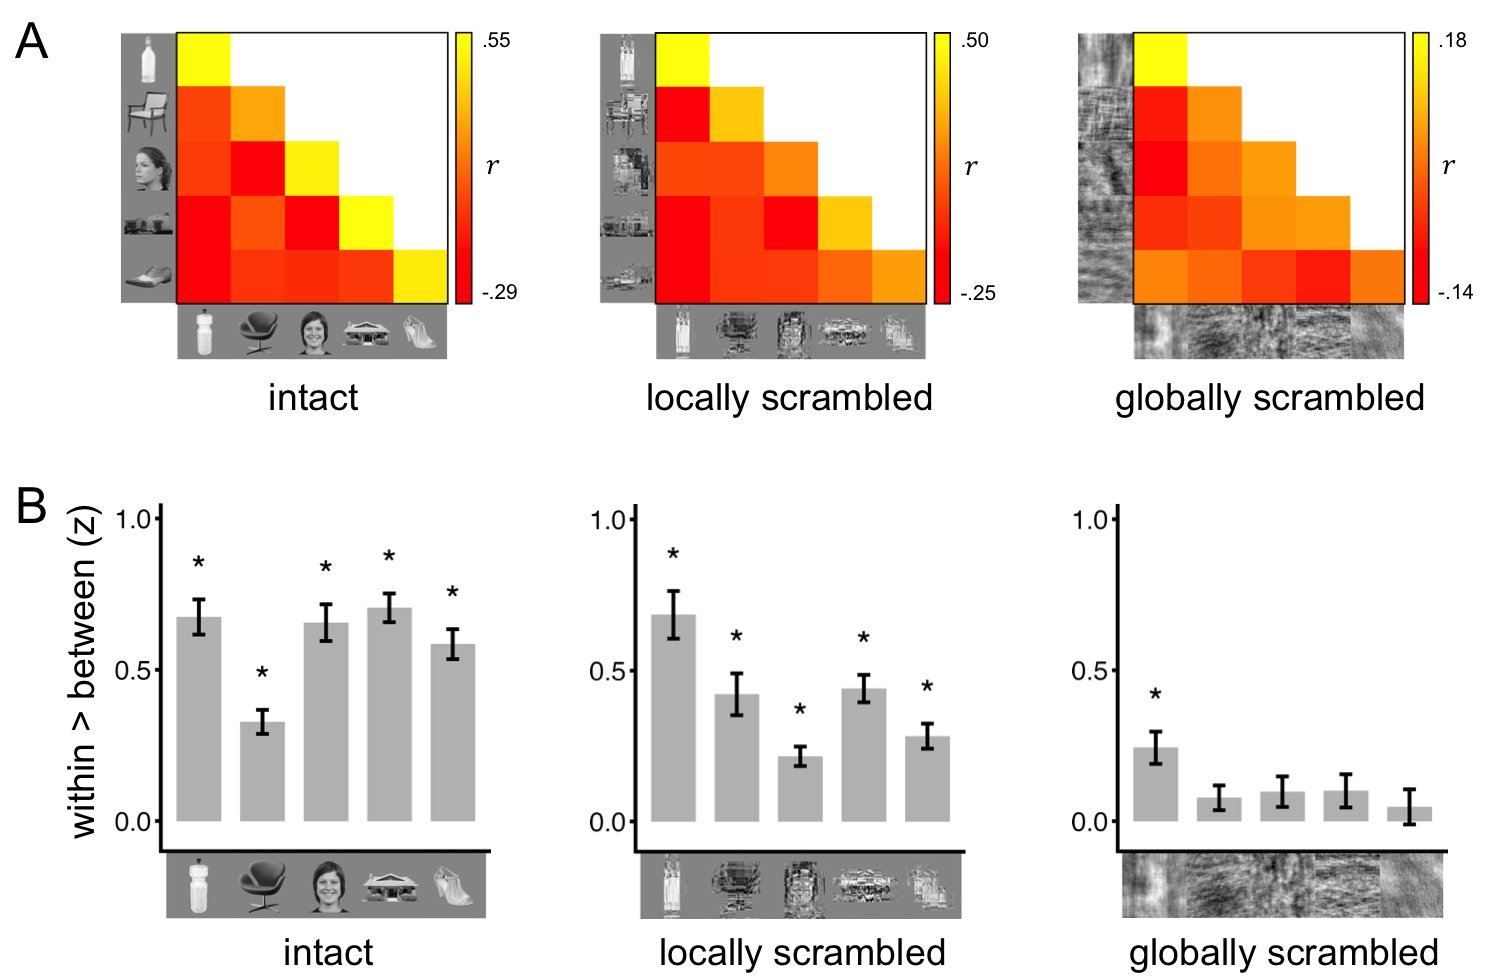 A
.55
r
-.29
.50
r
-.25
.18
r
-.14
intact
locally scrambled
globally scrambled
B
within > between (z)
1.0
0.5
0.0
* * * * *
1.0
0.5
0.0
* * * * *
1.0
0.5
0.0
*
intact
locally scrambled
globally scrambled